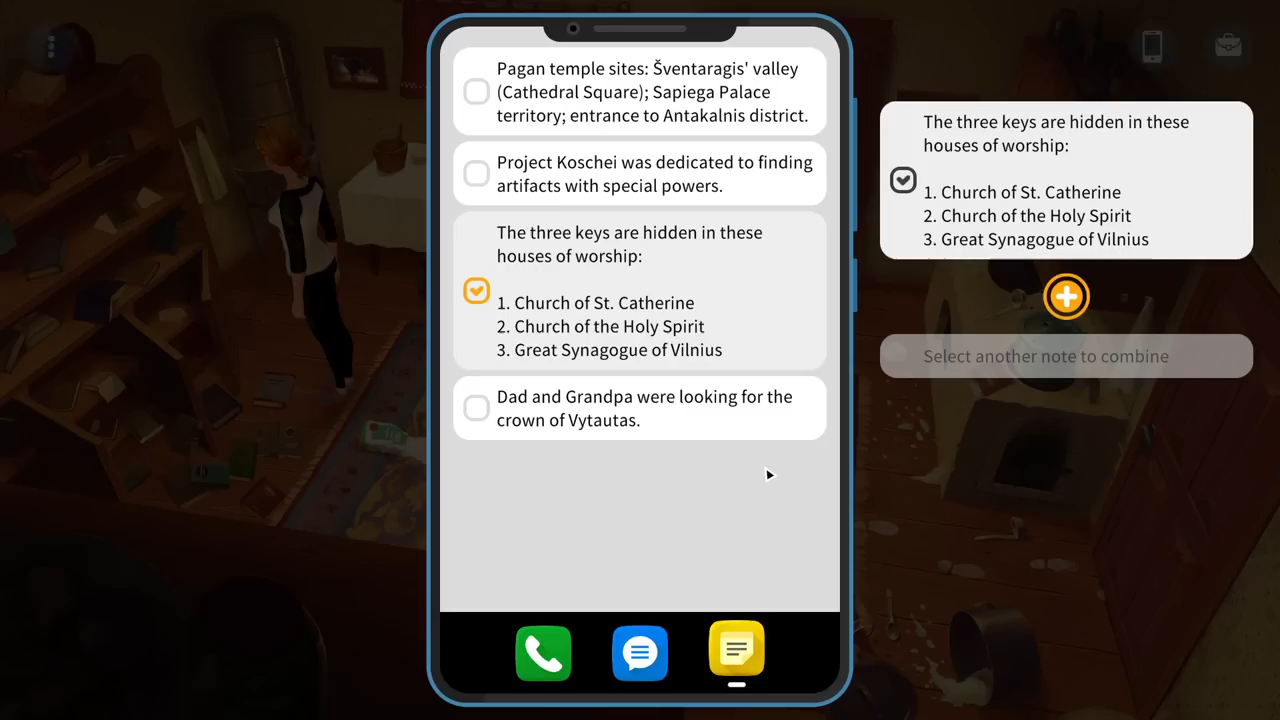 Pagan temple sites: Šventaragis' valley
(Cathedral Square); Sapiega Palace
territory; entrance to Antakalnis district.
Project Koschei was dedicated to finding
artifacts with special powers.
The three keys are hidden in these
houses of worship:
1. Church of St. Catherine
2. Church of the Holy Spirit
3. Great Synagogue of Vilnius
Dad and Grandpa were looking for the
crown of Vytautas.
The three keys are hidden in these
houses of worship:
1. Church of St. Catherine
2. Church of the Holy Spirit
3. Great Synagogue of Vilnius
Select another note to combine